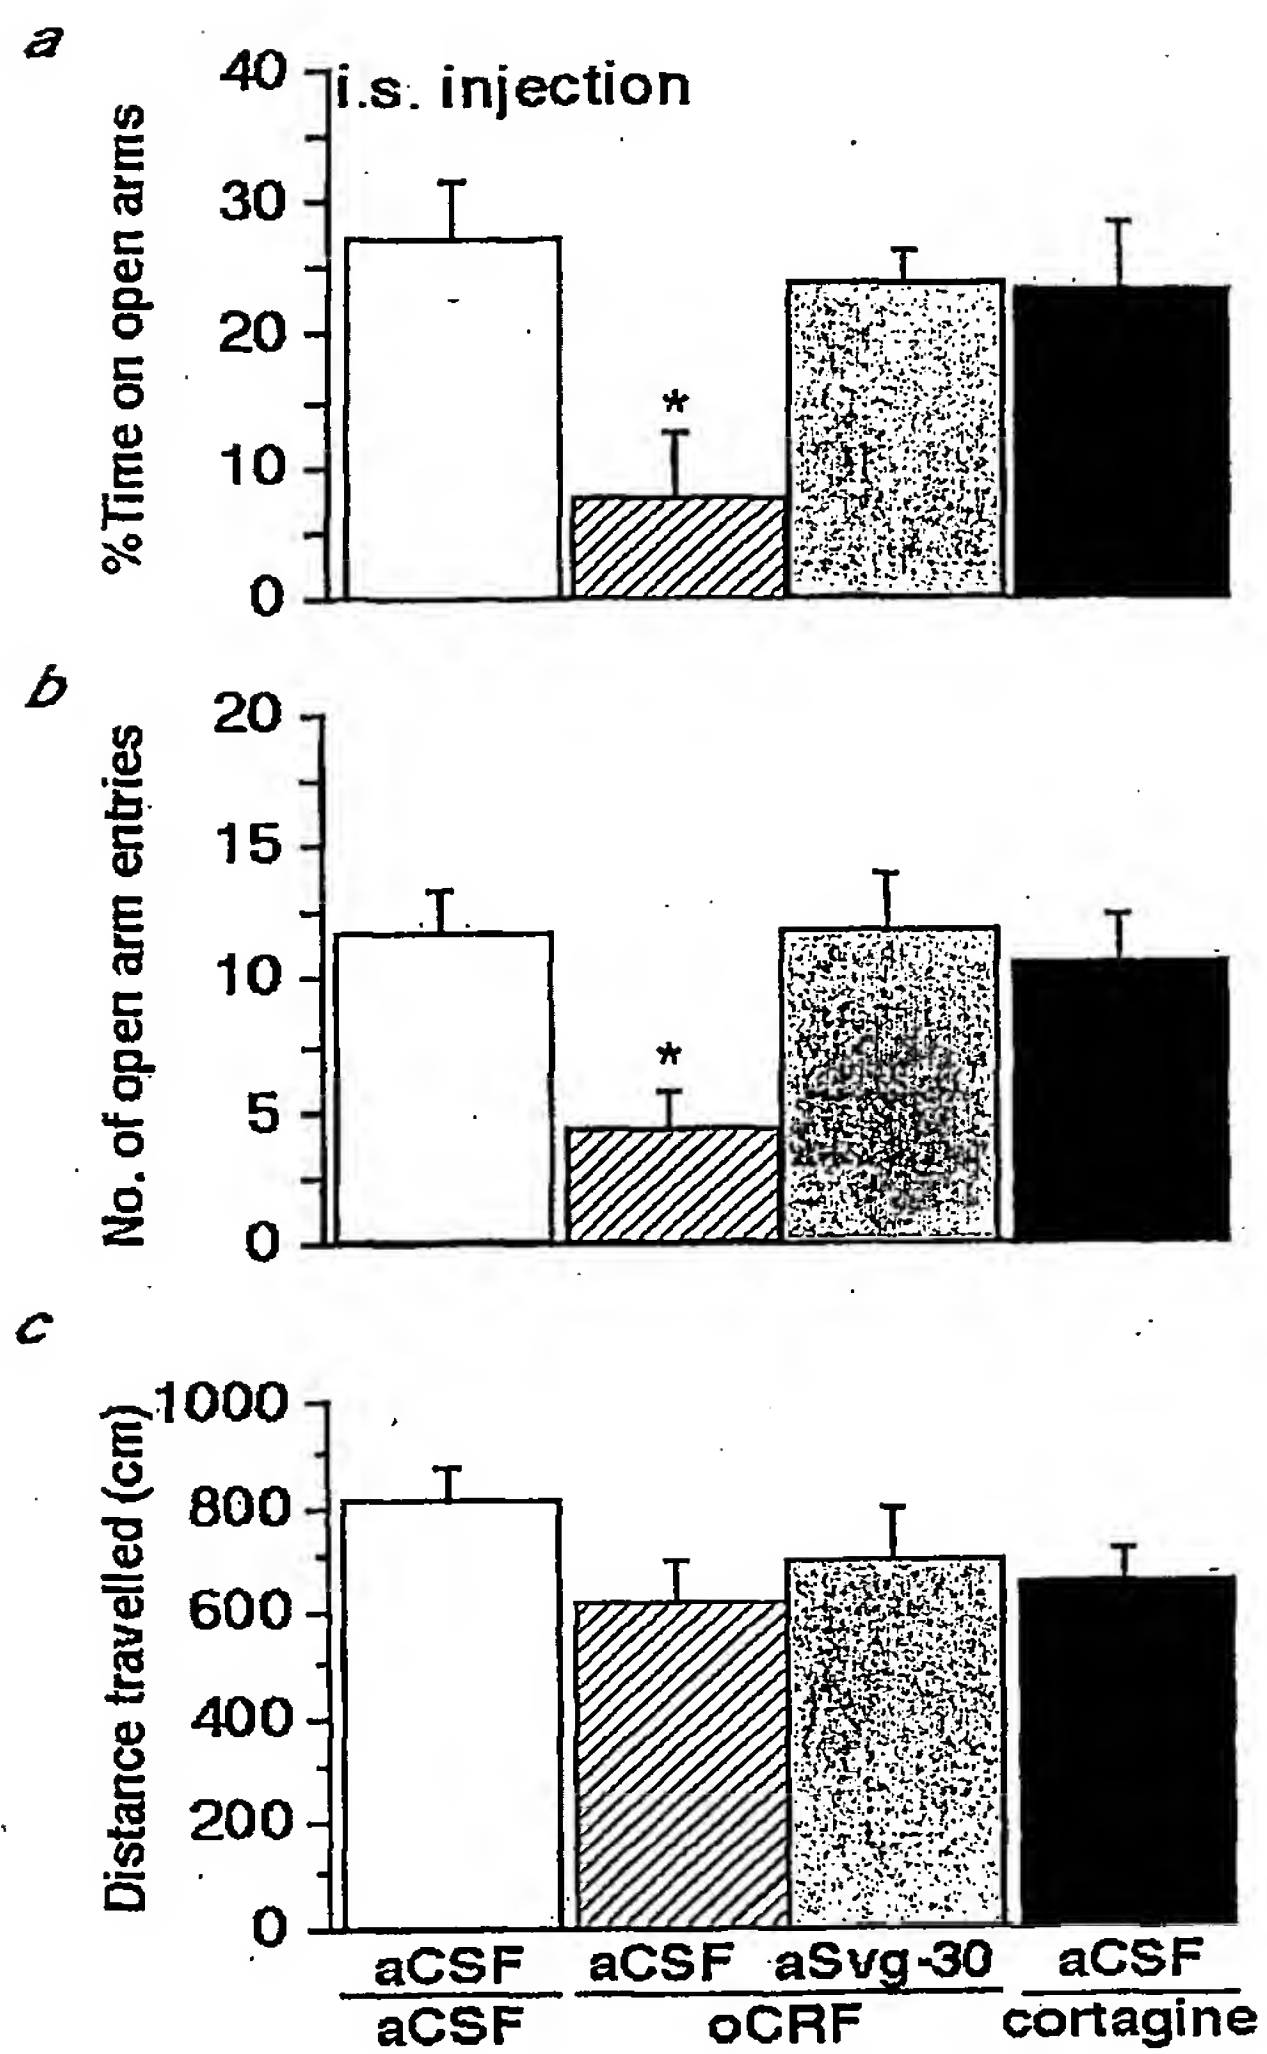 a
i.s. injection
%Time on open arms
40
30
20
10
0
*
b
No. of open arm entries
20
15
10
5
0
*
c
Distance travelled (cm)
1000
800
600
400
200
0
aCSF aCSF aSvg-30 aCSF
aCSF oCRF cortagine